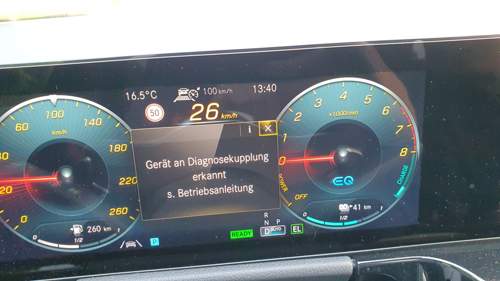 16.5°C 100 km/h 13:40
50 26 km/h
i X
Gerät an Diagnosekupplung
erkannt
s. Betriebsanleitung
60 100 140 180 220 260
km/h
20
0
260 km
1/2
0 1 2 3 4 5 6 7 8
x1000/min
POWER
OFF
CHARGE
EQ
41 km
1/2
R
N P
D
READY
EL
P